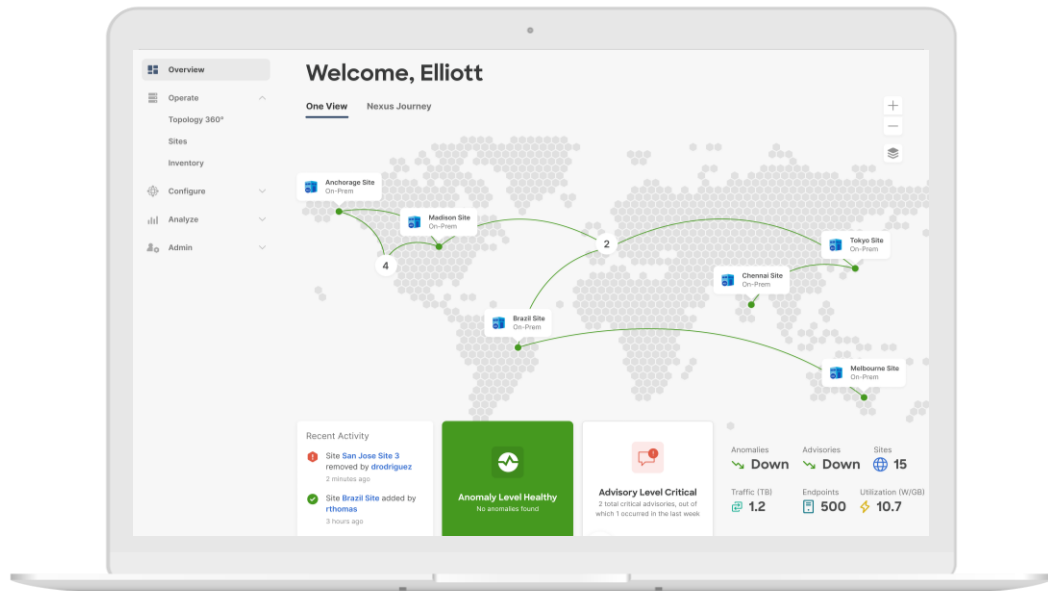 Welcome, Elliott
Overview
Operate
Topology 360°
Sites
Inventory
Configure
Analyze
Admin
One View
Nexus Journey
Anchorage Site
On-Prem
Madison Site
On-Prem
4
2
Tokyo Site
On-Prem
Chennai Site
On-Prem
Brazil Site
On-Prem
Melbourne Site
On-Prem
Recent Activity
Site San Jose Site 3
removed by drodriguez
2 minutes ago
Site Brazil Site added by
rthomas
3 hours ago
Anomaly Level Healthy
No anomalies found
Advisory Level Critical
2 total critical advisories, out of
which 1 occurred in the last week
Anomalies
Down
Advisories
Down
Sites
15
Traffic (TB)
1.2
Endpoints
500
Utilization (W/GB)
10.7